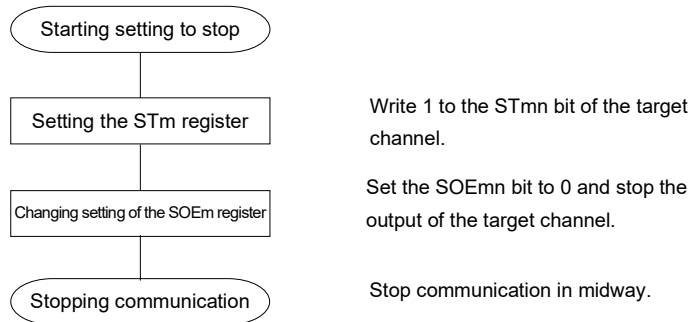 Starting setting to stop
Setting the STm register
Write 1 to the STmn bit of the target
channel.
Changing setting of the SOEm register
Set the SOEmn bit to 0 and stop the
output of the target channel.
Stopping communication
Stop communication in midway.